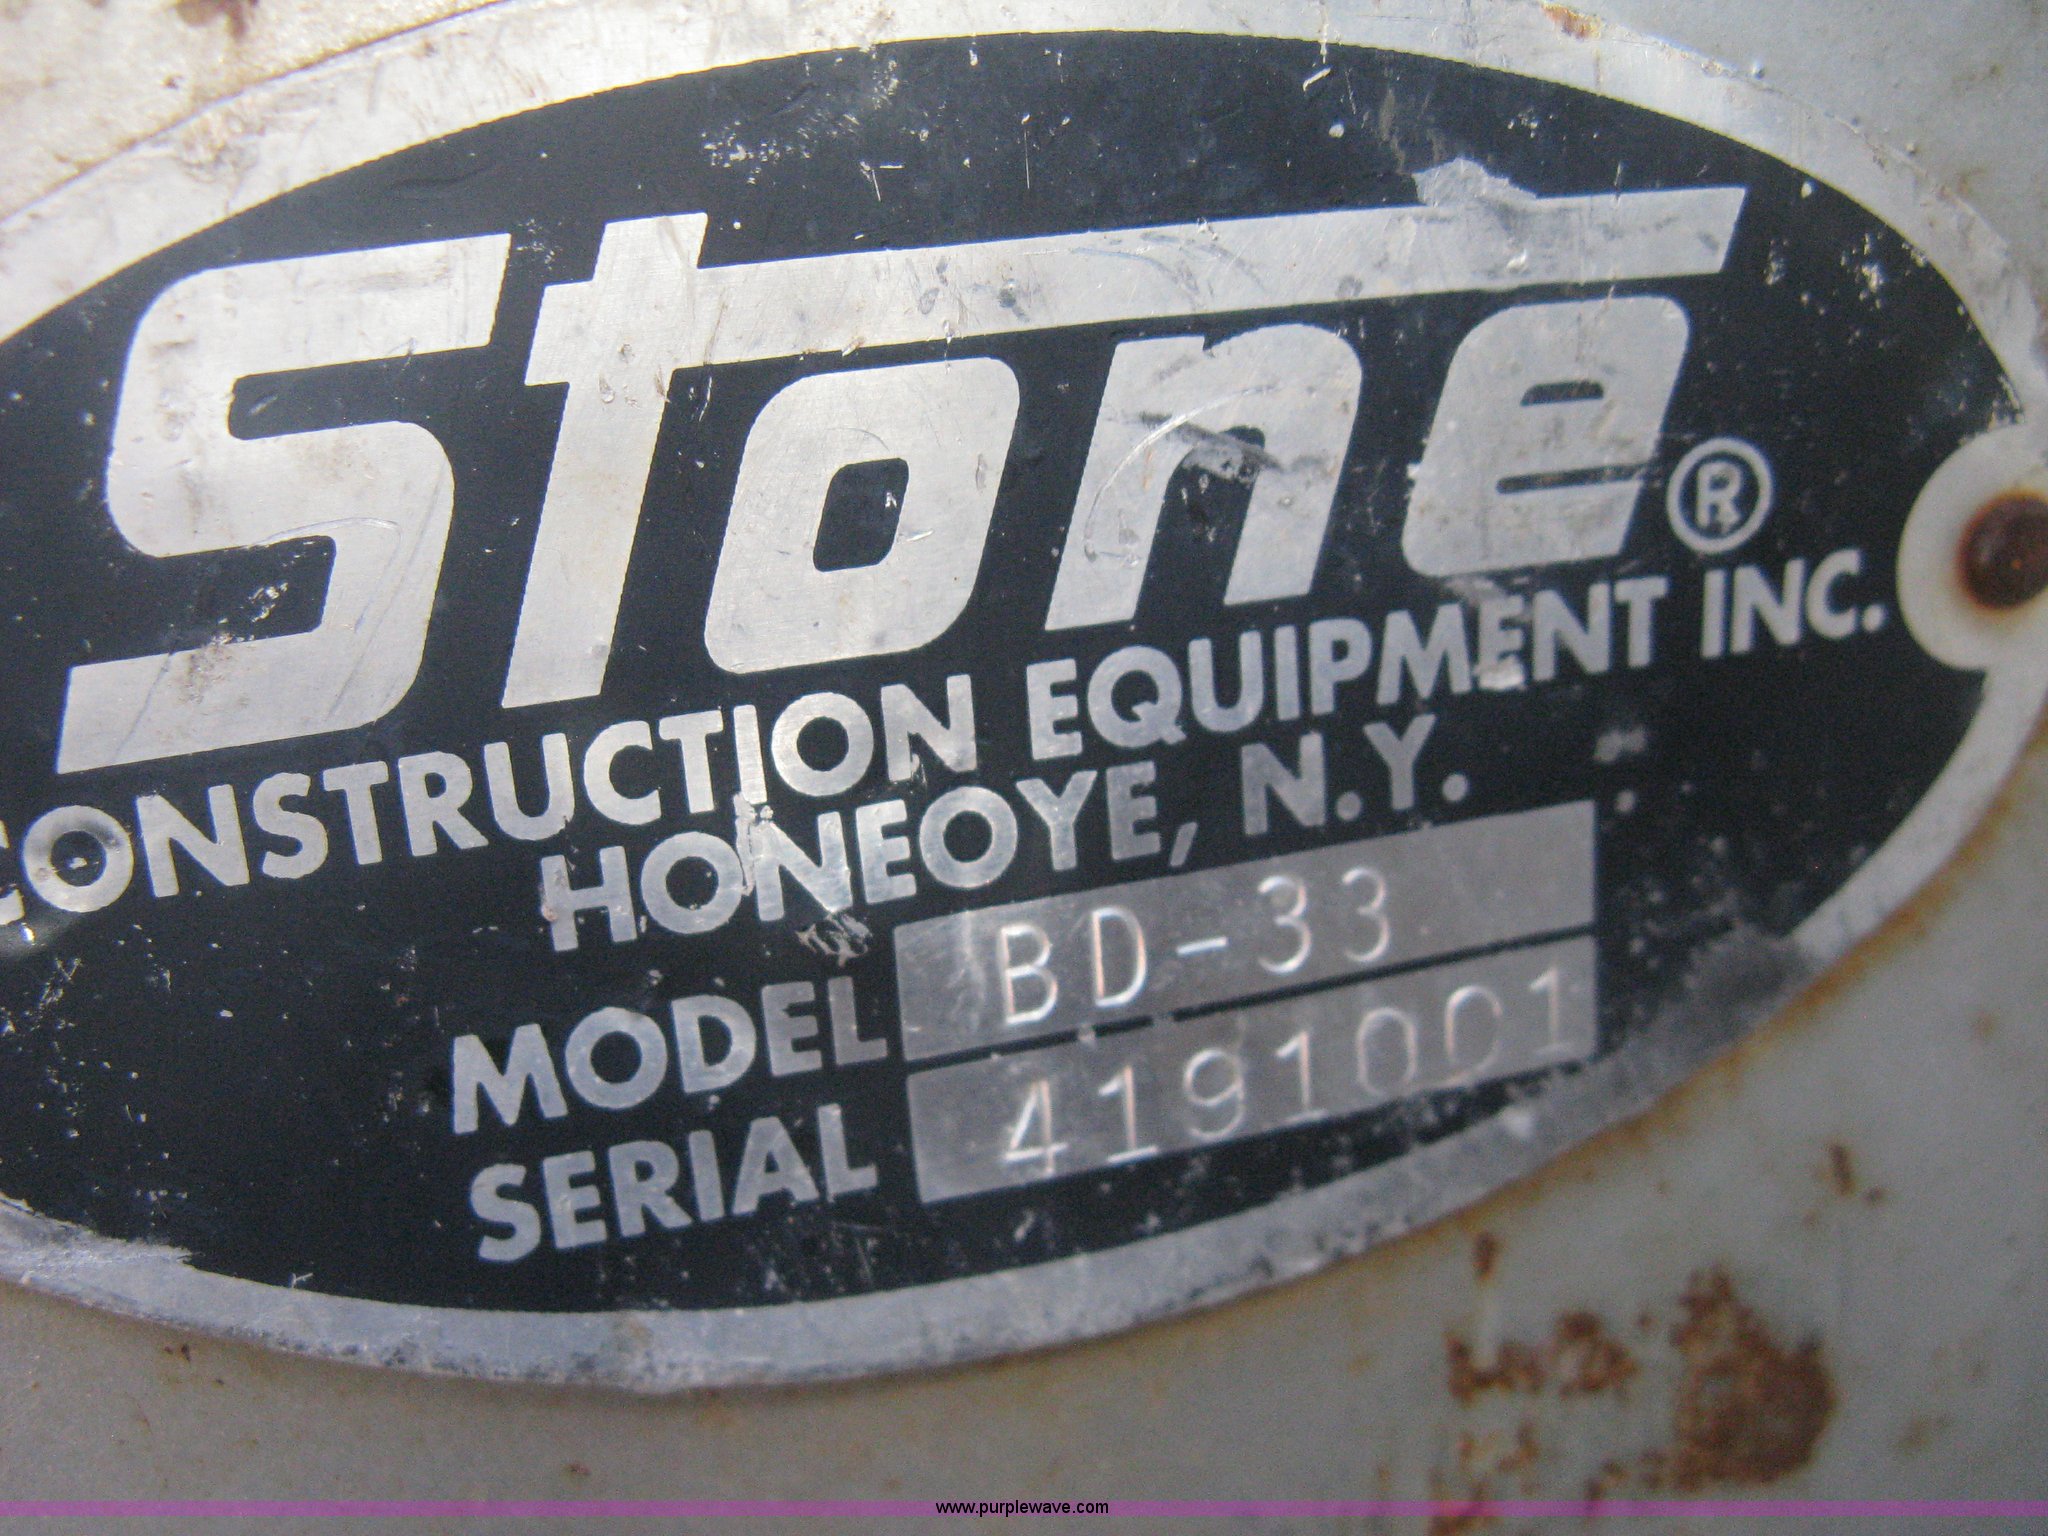 Stone®
CONSTRUCTION EQUIPMENT INC.
HONEOYE, N.Y.
MODEL BD-33
SERIAL 4191001
www.purplewave.com